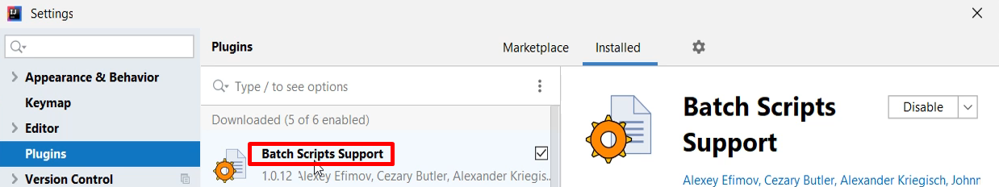 Settings
Plugins
Marketplace
Installed
Appearance & Behavior
Keymap
Editor
Plugins
Version Control
Type / to see options
Downloaded (5 of 6 enabled)
Batch Scripts Support
1.0.12 Alexey Efimov, Cezary Butler, Alexander Kriegis...
Batch Scripts
Support
Disable
Alexey Efimov, Cezary Butler, Alexander Kriegisch, Johnr